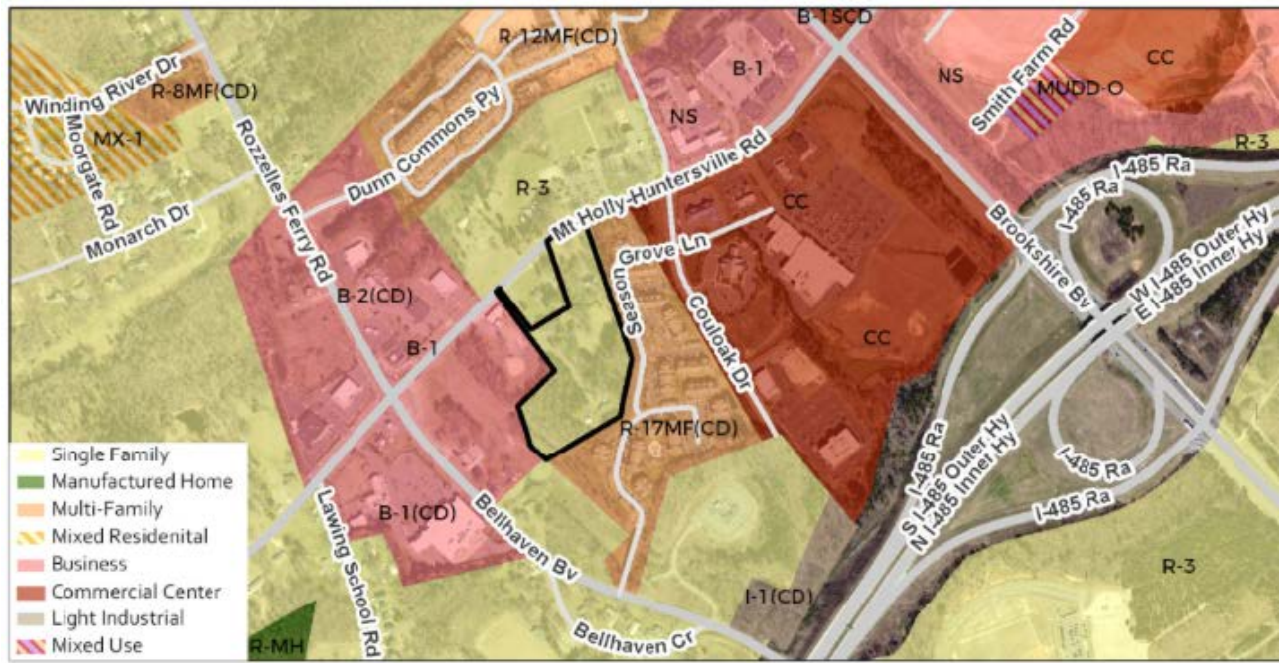 B-1SCD
R-12MF(CD)
B-1
NS
Smith Farm Rd
CC
MUDD-O
Winding River Dr
R-8MF(CD)
MX-1
Moorgate Rd
Dunn Commons Py
NS
R-3
I-485 Ra
I-485 Ra
R-3
Mt Holly-Huntersville Rd
CC
Monarch Dr
Rozzelles Ferry Rd
Grove Ln
Season
Brookshire Bv
W I-485 Outer Hy
E I-485 Inner Hy
B-2(CD)
B-1
Couloak Dr
CC
R-17MF(CD)
I-485 Ra
I-485 Ra
S I-485 Outer Hy
N I-485 Inner Hy
I-485 Ra
B-1(CD)
Lawing School Rd
Bellhaven Bv
I-1(CD)
R-3
Bellhaven Cr
R-MH
Single Family
Manufactured Home
Multi-Family
Mixed Residenital
Business
Commercial Center
Light Industrial
Mixed Use